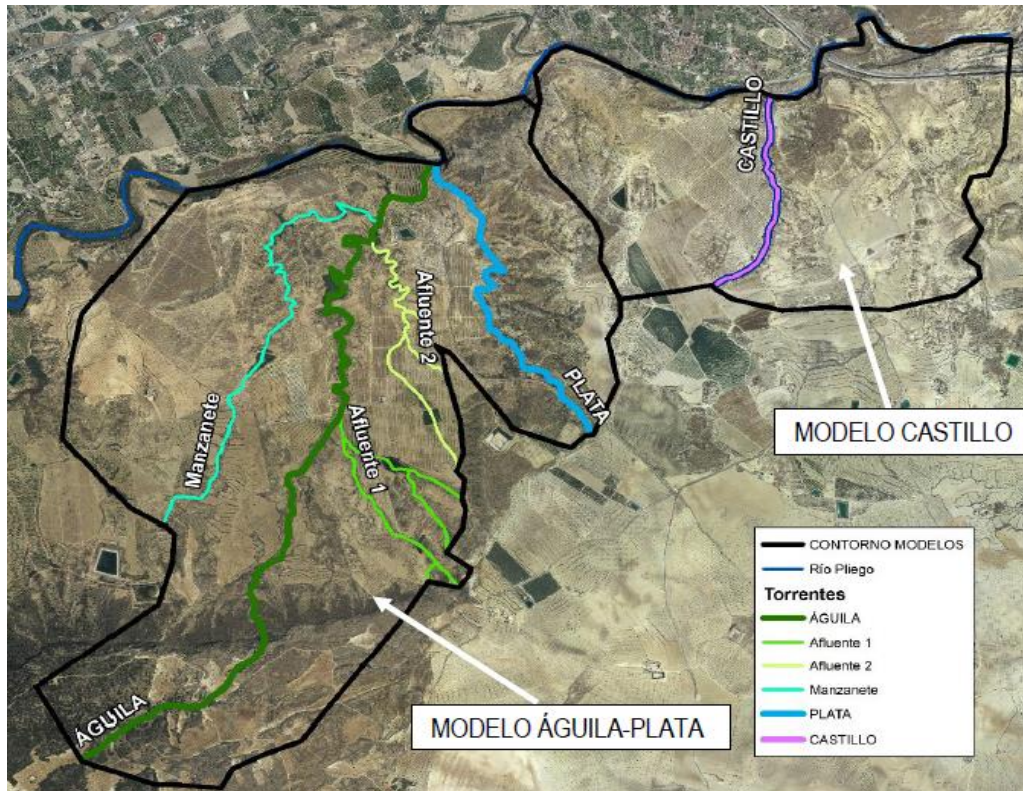 CASTILLO
Afluente 2
PLATA
Manzanete
Afluente 1
ÁGUILA
MODELO CASTILLO
MODELO ÁGUILA-PLATA
CONTORNO MODELOS
Río Pliego
Torrentes
ÁGUILA
Afluente 1
Afluente 2
Manzanete
PLATA
CASTILLO